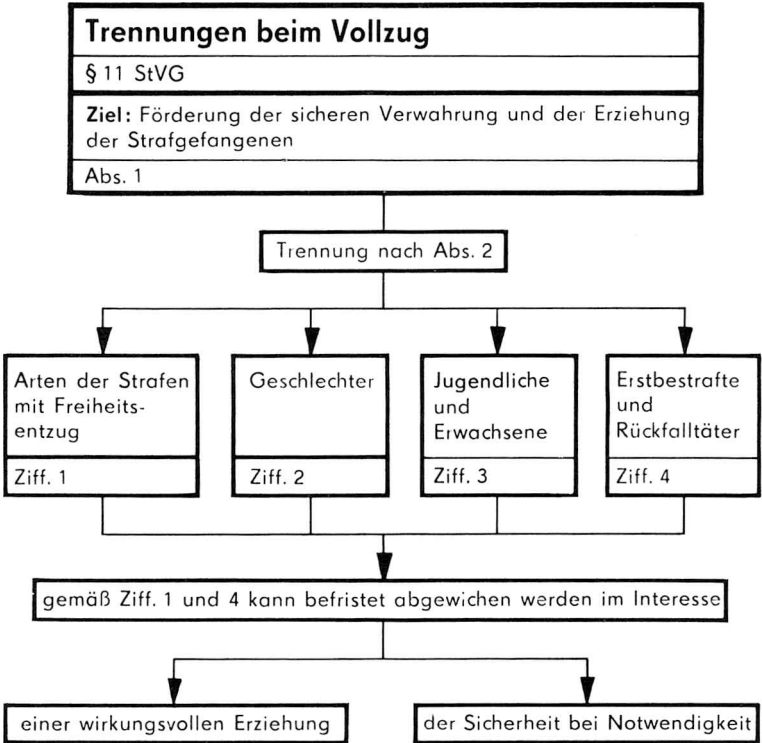 Trennungen beim Vollzug
§ 11 StVG
Ziel: Förderung der sicheren Verwahrung und der Erziehung
der Strafgefangenen
Abs. 1
Trennung nach Abs. 2
Arten der Strafen
mit Freiheits-
entzug
Ziff. 1
Geschlechter
Ziff. 2
Jugendliche
und
Erwachsene
Ziff. 3
Erstbestrafte
und
Rückfalltäter
Ziff. 4
gemäß Ziff. 1 und 4 kann befristet abgewichen werden im Interesse
einer wirkungsvollen Erziehung
der Sicherheit bei Notwendigkeit